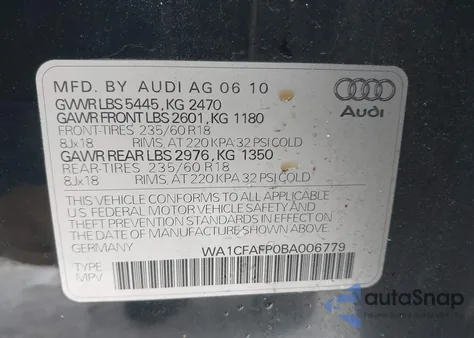 MFD. BY AUDI AG 06 10
GVWR LBS 5445, KG 2470
GAWR FRONT LBS 2601, KG 1180
FRONT-TIRES 235/60 R18
8Jx18 RIMS, AT 220 KPA 32 PSI COLD
GAWR REAR LBS 2976, KG 1350
REAR-TIRES 235/60 R18
8Jx18 RIMS, AT 220 KPA 32 PSI COLD
Audi
THIS VEHICLE CONFORMS TO ALL APPLICABLE
U.S FEDERAL MOTOR VEHICLE SAFETY AND
THEFT PREVENTION STANDARDS IN EFFECT ON
THE DATE OF MANUFACTURE SHOWN ABOVE.
GERMANY WA1CFAFP0BA006779
TYPE
MPV
autaSnap